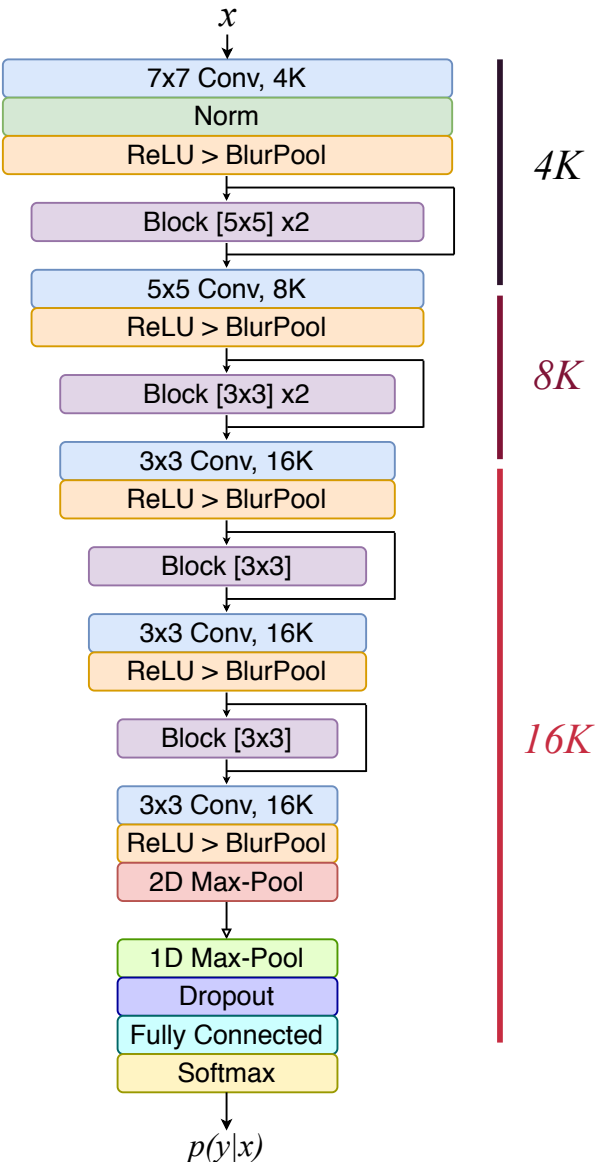 x
7x7 Conv, 4K
Norm
ReLU > BlurPool
4K
Block [5x5] x2
5x5 Conv, 8K
ReLU > BlurPool
8K
Block [3x3] x2
3x3 Conv, 16K
ReLU > BlurPool
Block [3x3]
3x3 Conv, 16K
ReLU > BlurPool
16K
Block [3x3]
3x3 Conv, 16K
ReLU > BlurPool
2D Max-Pool
1D Max-Pool
Dropout
Fully Connected
Softmax
p(y|x)